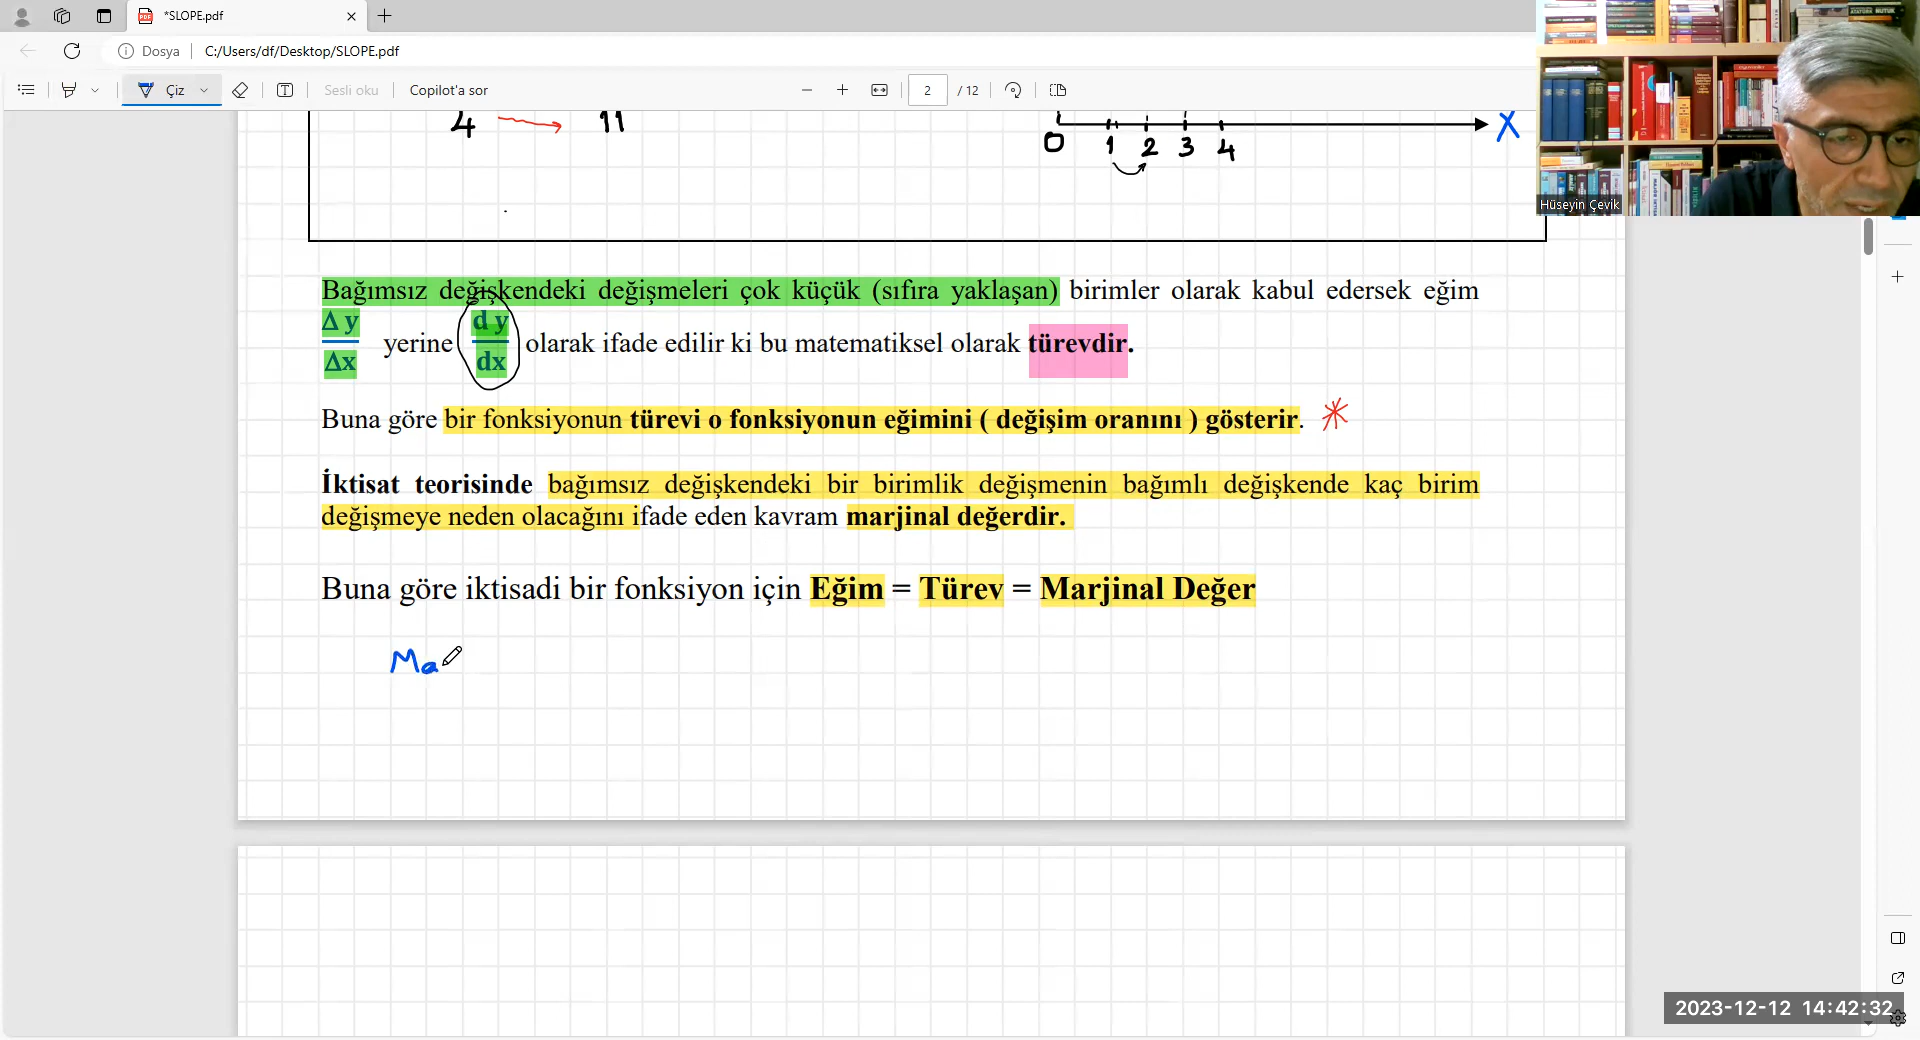 *SLOPE.pdf
Dosya C:/Users/df/Desktop/SLOPE.pdf
Çiz Sesli oku Copilot'a sor 2 / 12
ATATÜRK NUTUK
4 11
0 1 2 3 4 X
Hüseyin Çevik
Bağımsız değişkendeki değişmeleri çok küçük (sıfıra yaklaşan) birimler olarak kabul edersek eğim
Δ y / Δx yerine d y / dx olarak ifade edilir ki bu matematiksel olarak türevdir.
Buna göre bir fonksiyonun türevi o fonksiyonun eğimini ( değişim oranını ) gösterir. *
İktisat teorisinde bağımsız değişkendeki bir birimlik değişmenin bağımlı değişkende kaç birim
değişmeye neden olacağını ifade eden kavram marjinal değerdir.
Buna göre iktisadi bir fonksiyon için Eğim = Türev = Marjinal Değer
Ma
2023-12-12 14:42:32